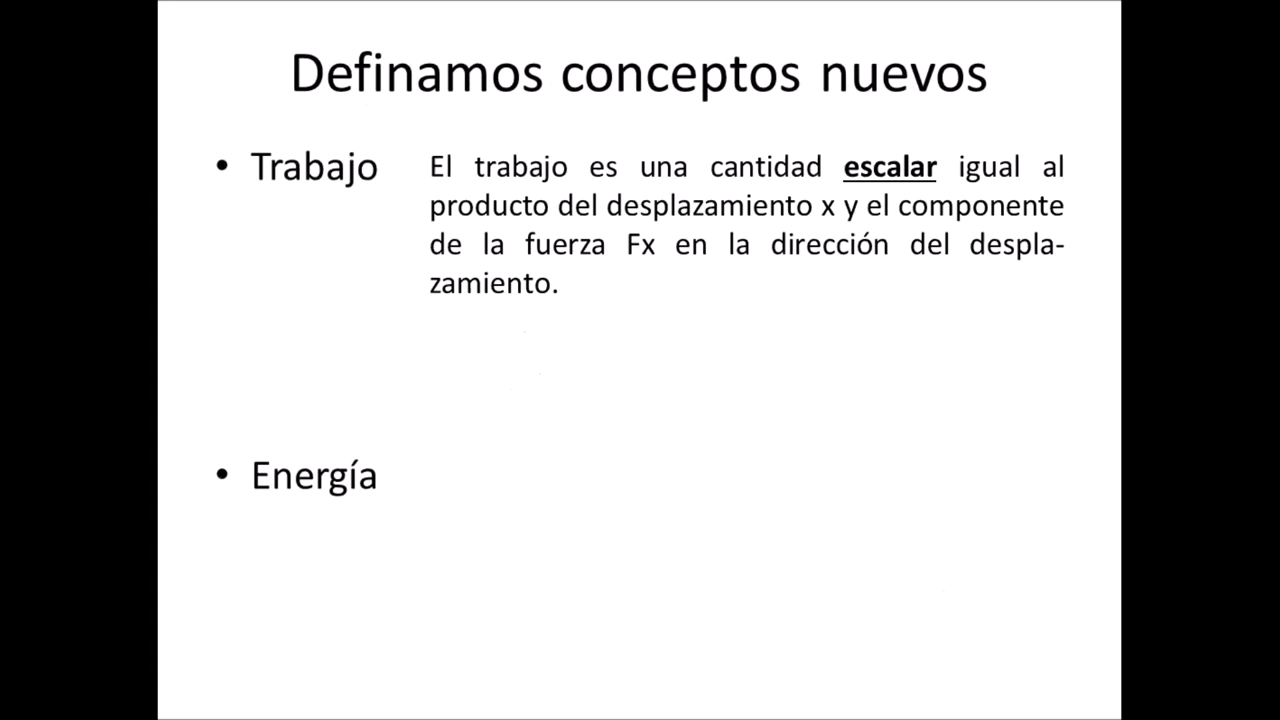 Definamos conceptos nuevos
• Trabajo
El trabajo es una cantidad escalar igual al
producto del desplazamiento x y el componente
de la fuerza Fx en la dirección del despla-
zamiento.
• Energía